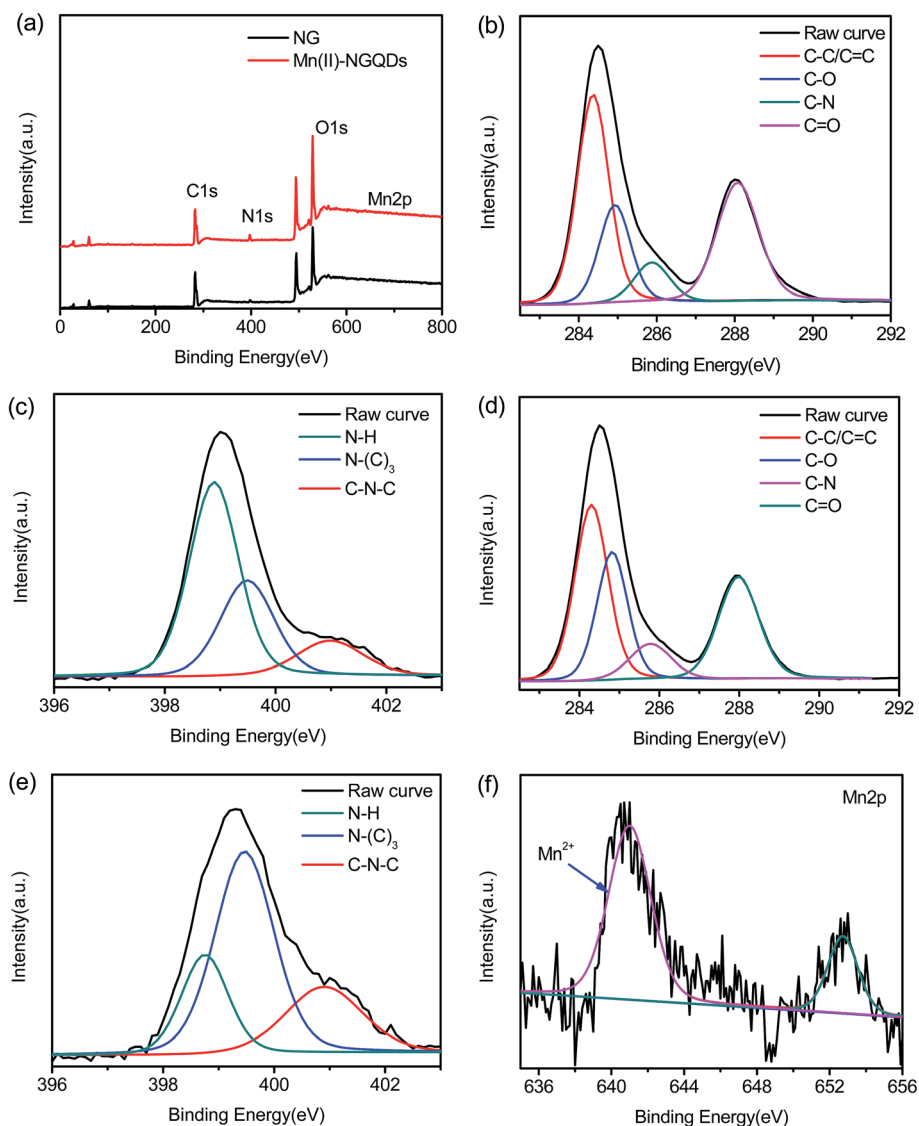 (a)
NG
Mn(II)-NGQDs
O1s
C1s
N1s
Mn2p
Intensity(a.u.)
0 200 400 600 800
Binding Energy(eV)
(b)
Raw curve
C-C/C=C
C-O
C-N
C=O
Intensity(a.u.)
284 286 288 290 292
Binding Energy(eV)
(c)
Raw curve
N-H
N-(C)₃
C-N-C
Intensity(a.u.)
396 398 400 402
Binding Energy(eV)
(d)
Raw curve
C-C/C=C
C-O
C-N
C=O
Intensity(a.u.)
284 286 288 290 292
Binding Energy(eV)
(e)
Raw curve
N-H
N-(C)₃
C-N-C
Intensity(a.u.)
396 398 400 402
Binding Energy(eV)
(f)
Mn2p
Mn²⁺
Intensity(a.u.)
636 640 644 648 652 656
Binding Energy(eV)